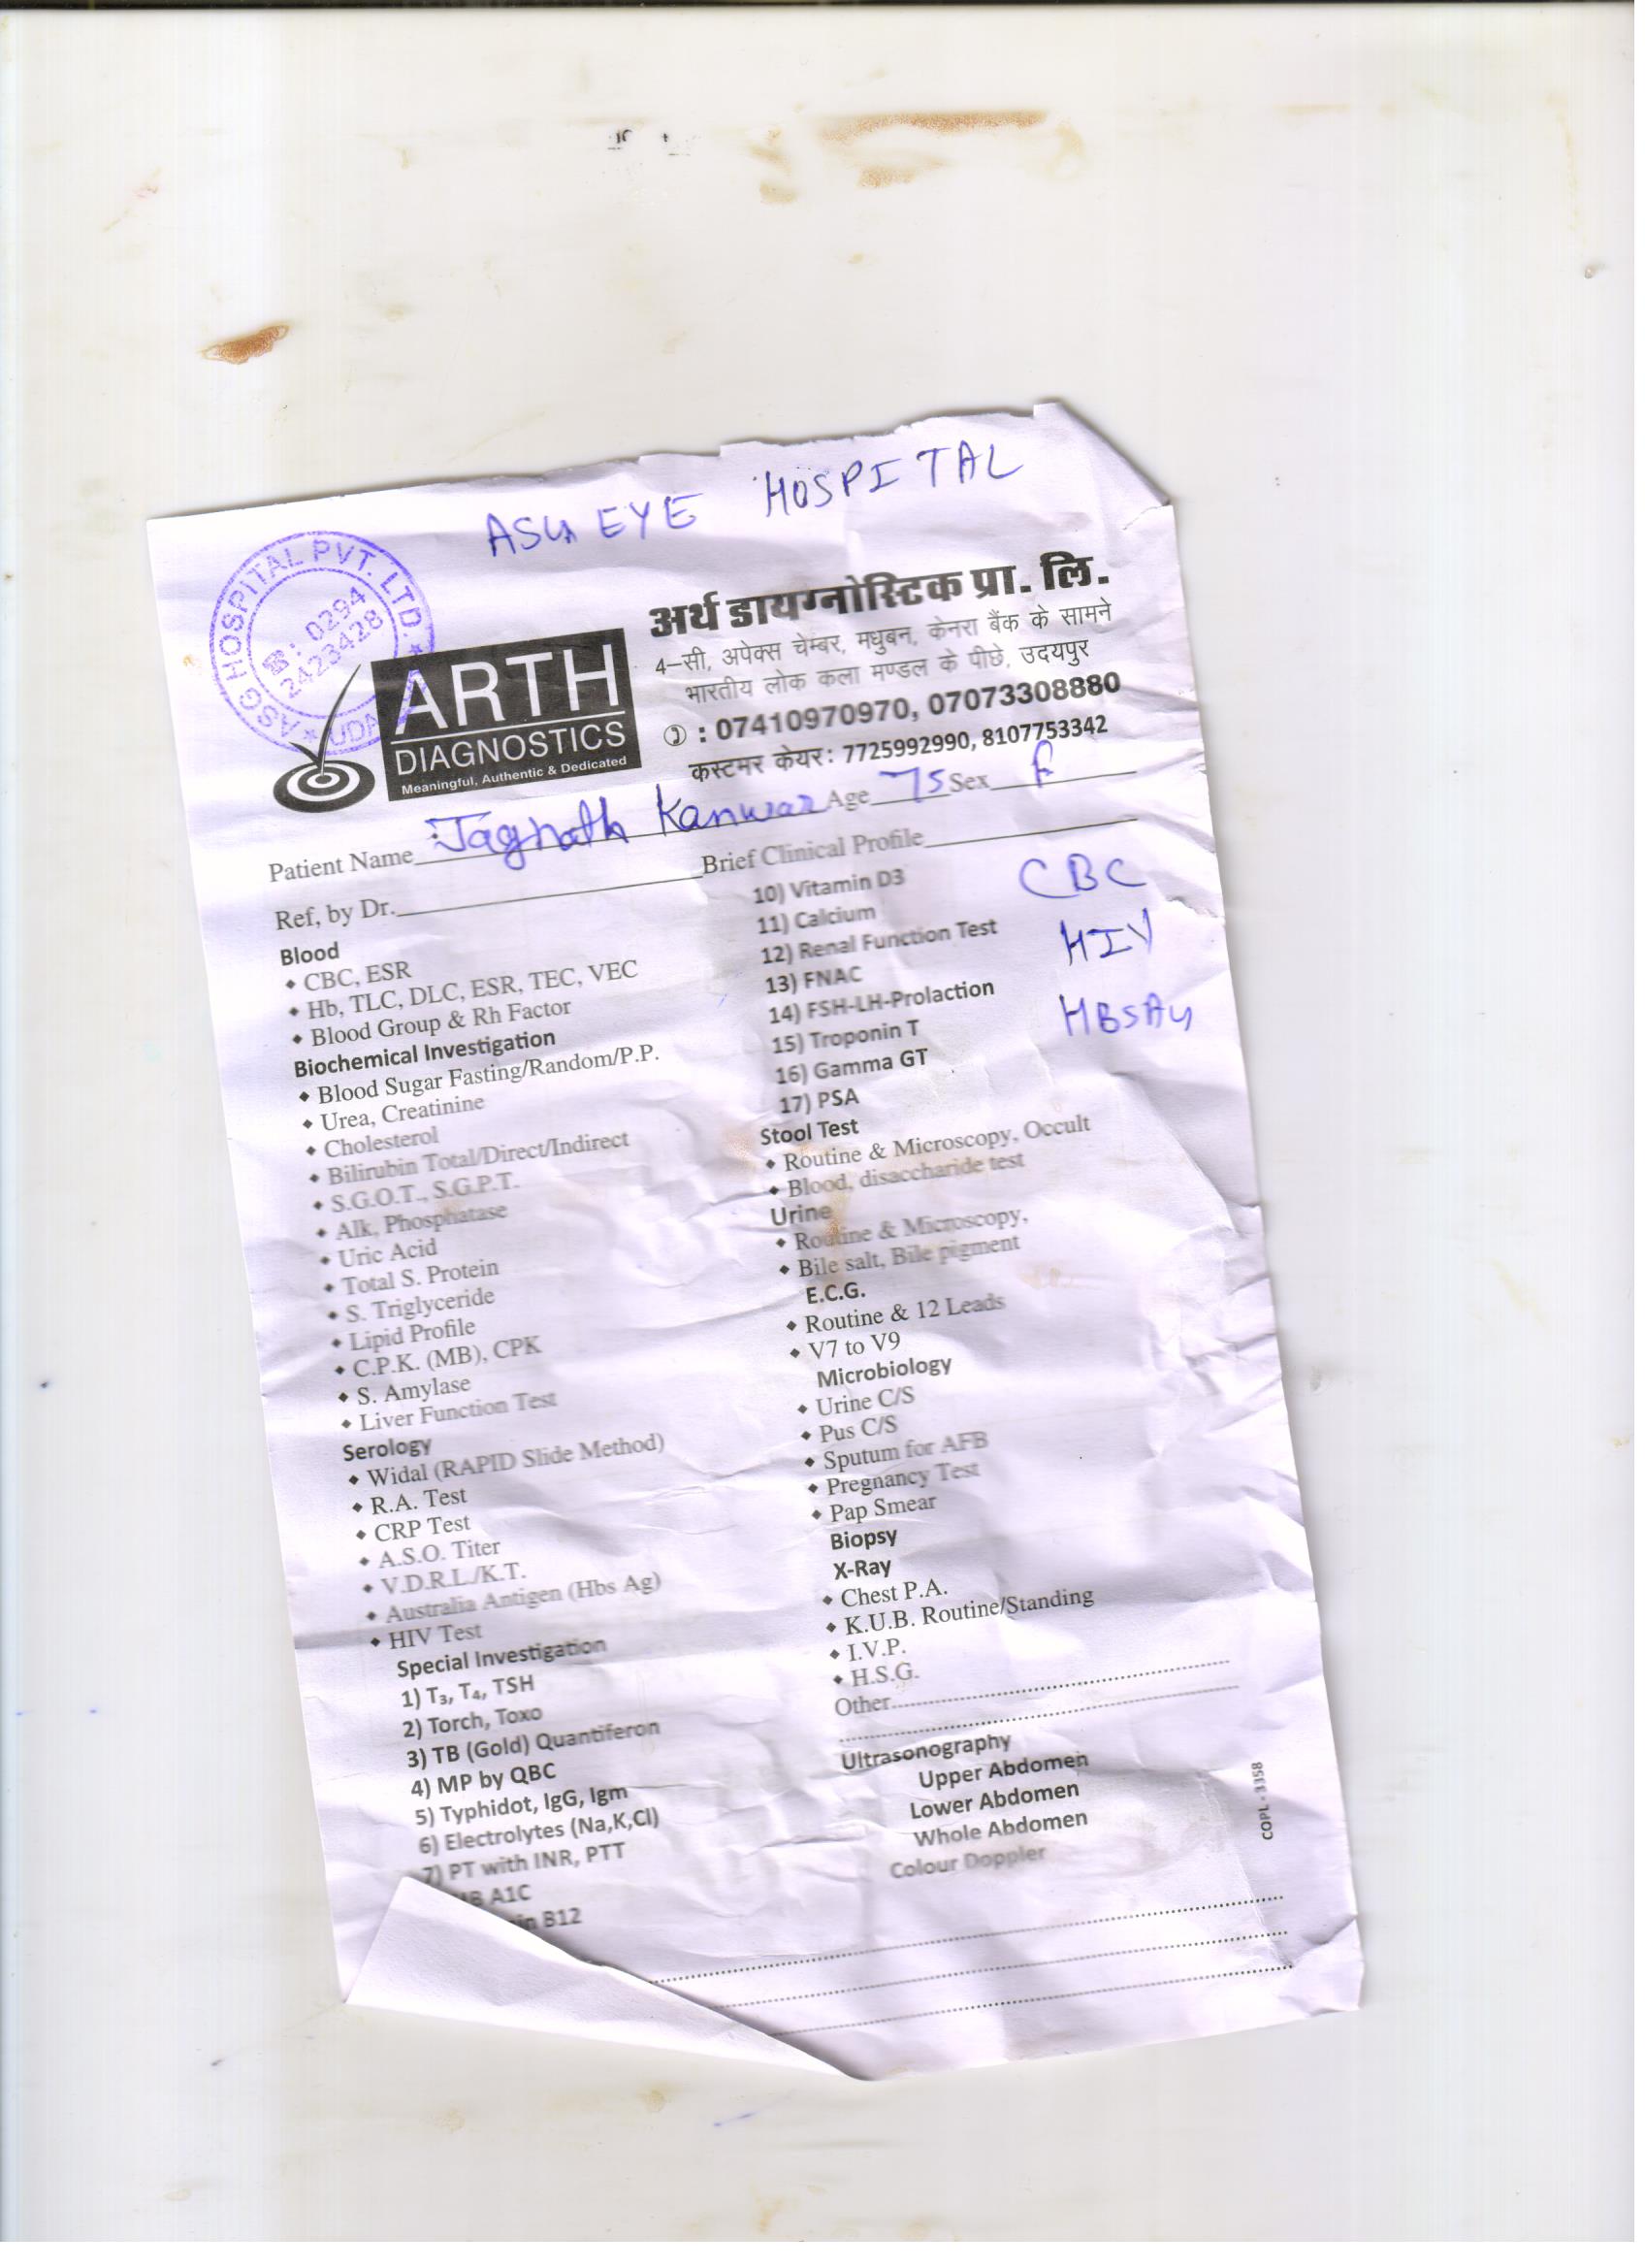 ASG EYE HOSPITAL
ASG HOSPITAL PVT. LTD.
☎: 0294
2423428
ARTH
DIAGNOSTICS
Meaningful, Authentic & Dedicated
अर्थ डायग्नोस्टिक प्रा. लि.
4–सी, अपेक्स चेम्बर, मधुबन, केनरा बैंक के सामने
भारतीय लोक कला मण्डल के पीछे, उदयपुर
✆ : 07410970970, 07073308880
कस्टमर केयर: 7725992990, 8107753342
Patient Name Jagnath Kanwar Age 75 Sex F
Ref, by Dr. Brief Clinical Profile
Blood
• CBC, ESR
• Hb, TLC, DLC, ESR, TEC, VEC
• Blood Group & Rh Factor
Biochemical Investigation
• Blood Sugar Fasting/Random/P.P.
• Urea, Creatinine
• Cholesterol
• Bilirubin Total/Direct/Indirect
• S.G.O.T., S.G.P.T.
• Alk, Phosphatase
• Uric Acid
• Total S. Protein
• S. Triglyceride
• Lipid Profile
• C.P.K. (MB), CPK
• S. Amylase
• Liver Function Test
Serology
• Widal (RAPID Slide Method)
• R.A. Test
• CRP Test
• A.S.O. Titer
• V.D.R.L./K.T.
• Australia Antigen (Hbs Ag)
• HIV Test
Special Investigation
1) T₃, T₄, TSH
2) Torch, Toxo
3) TB (Gold) Quantiferon
4) MP by QBC
5) Typhidot, IgG, Igm
6) Electrolytes (Na,K,Cl)
7) PT with INR, PTT
A1C
B12
10) Vitamin D3
11) Calcium
12) Renal Function Test
13) FNAC
14) FSH-LH-Prolaction
15) Troponin T
16) Gamma GT
17) PSA
Stool Test
• Routine & Microscopy, Occult
• Blood, disaccharide test
Urine
• Routine & Microscopy,
• Bile salt, Bile pigment
E.C.G.
• Routine & 12 Leads
• V7 to V9
Microbiology
• Urine C/S
• Pus C/S
• Sputum for AFB
• Pregnancy Test
• Pap Smear
Biopsy
X-Ray
• Chest P.A.
• K.U.B. Routine/Standing
• I.V.P.
• H.S.G.
Other
Ultrasonography
Upper Abdomen
Lower Abdomen
Whole Abdomen
Colour Doppler
CBC
HIV
HBSAG
COPL - 3358